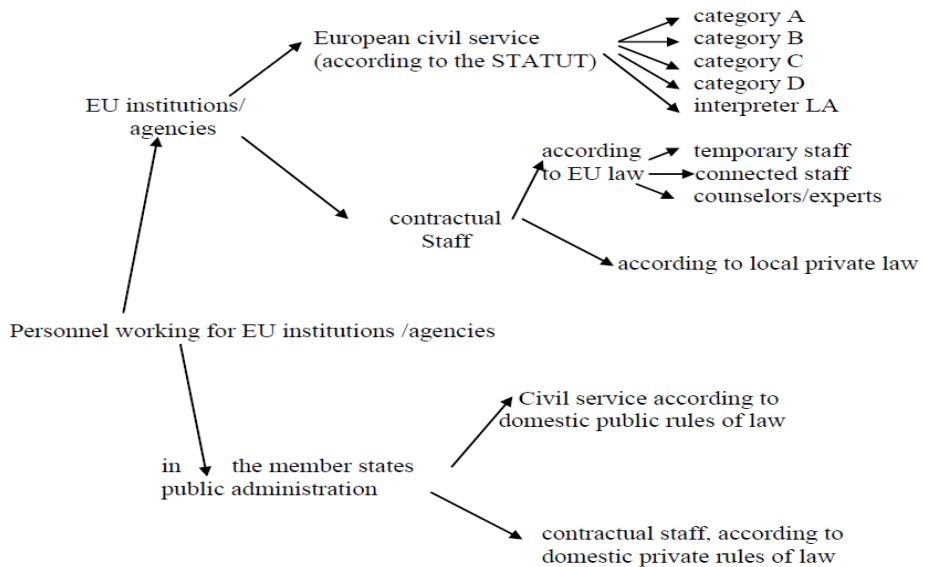 category A
European civil service
category B
(according to the STATUT)
category C
category D
EU institutions/
interpreter LA
agencies
according
temporary staff
to EU law
connected staff
counselors/experts
contractual
Staff
according to local private law
Personnel working for EU institutions /agencies
Civil service according to
domestic public rules of law
in the member states
public administration
contractual staff, according to
domestic private rules of law